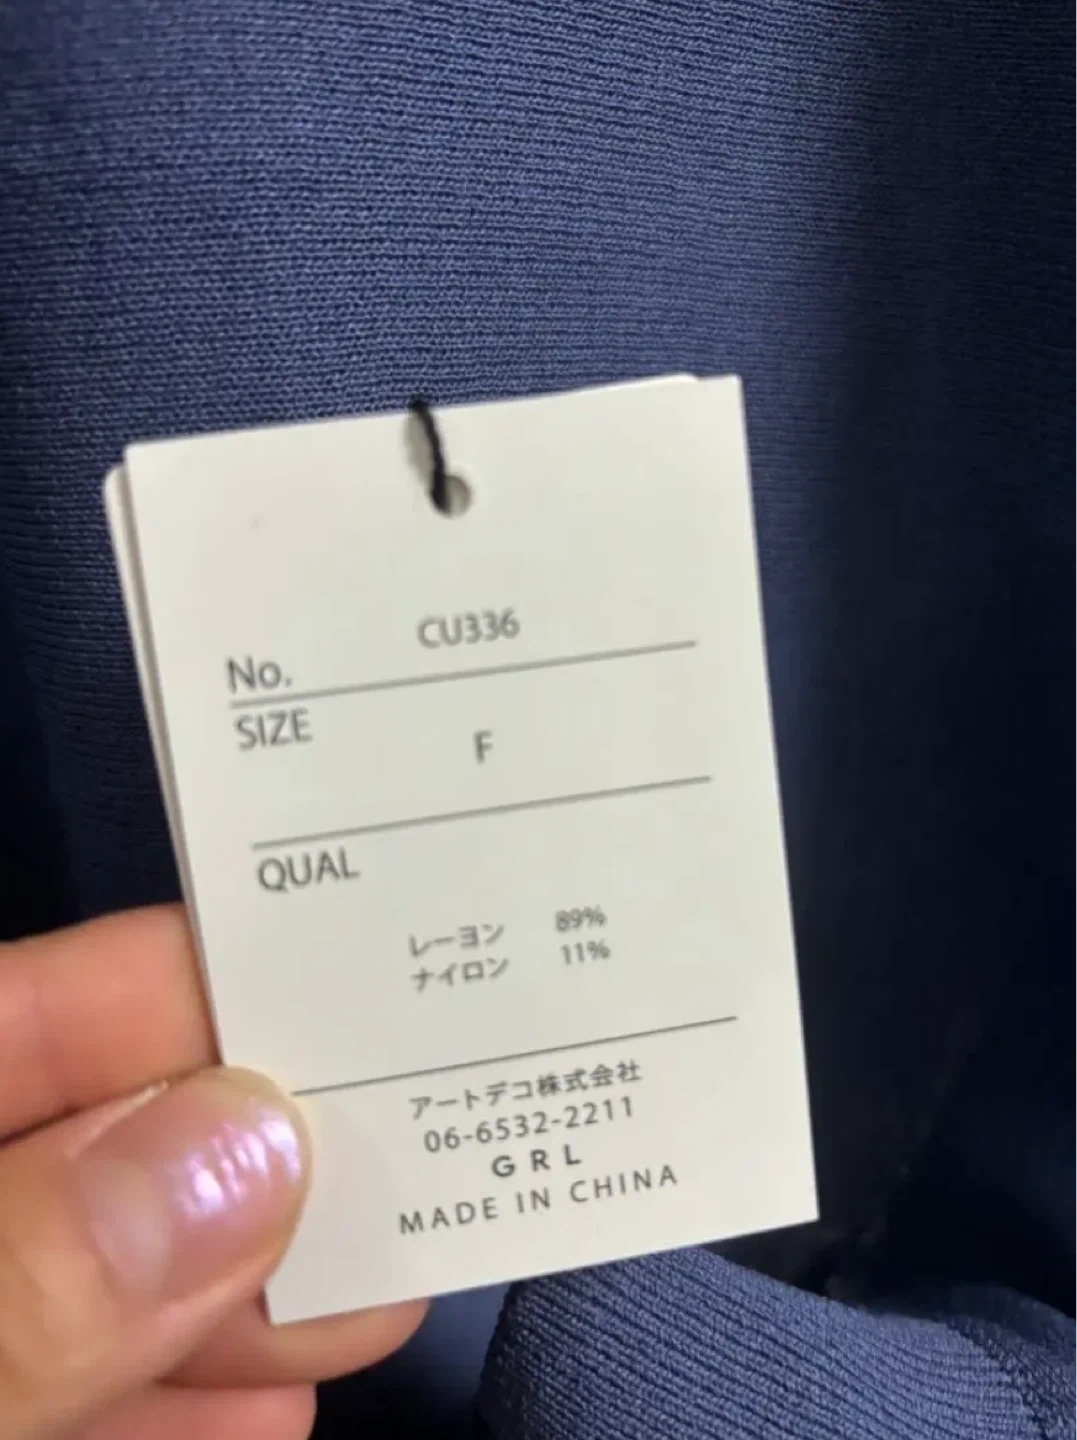 CU336
No.
SIZE
F
QUAL
レーヨン 89%
ナイロン 11%
アートデコ株式会社
06-6532-2211
GRL
MADE IN CHINA